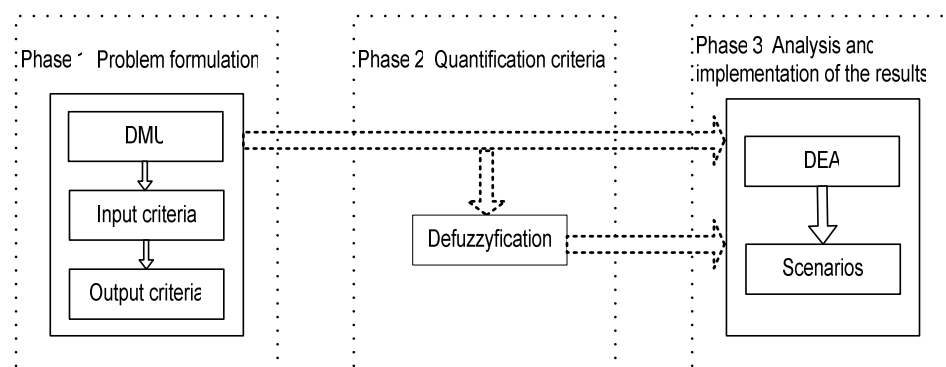 Phase 1 Problem formulation
DMU
Input criteria
Output criteria
Phase 2 Quantification criteria
Defuzzyfication
Phase 3 Analysis and
implementation of the results
DEA
Scenarios